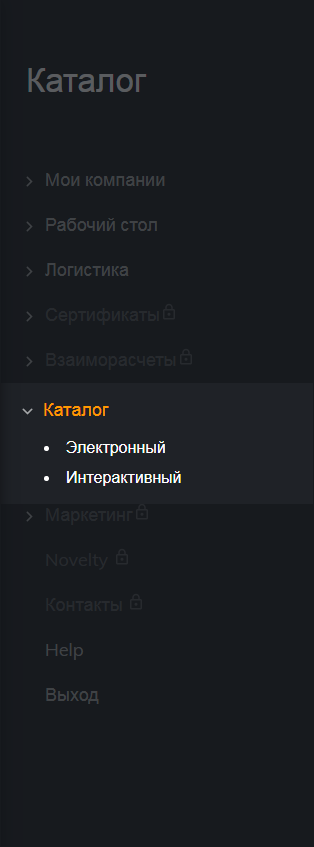 Каталог
Мои компании
Рабочий стол
Логистика
Сертификаты
Взаиморасчеты
Каталог
Электронный
Интерактивный
Маркетинг
Novelty
Контакты
Help
Выход